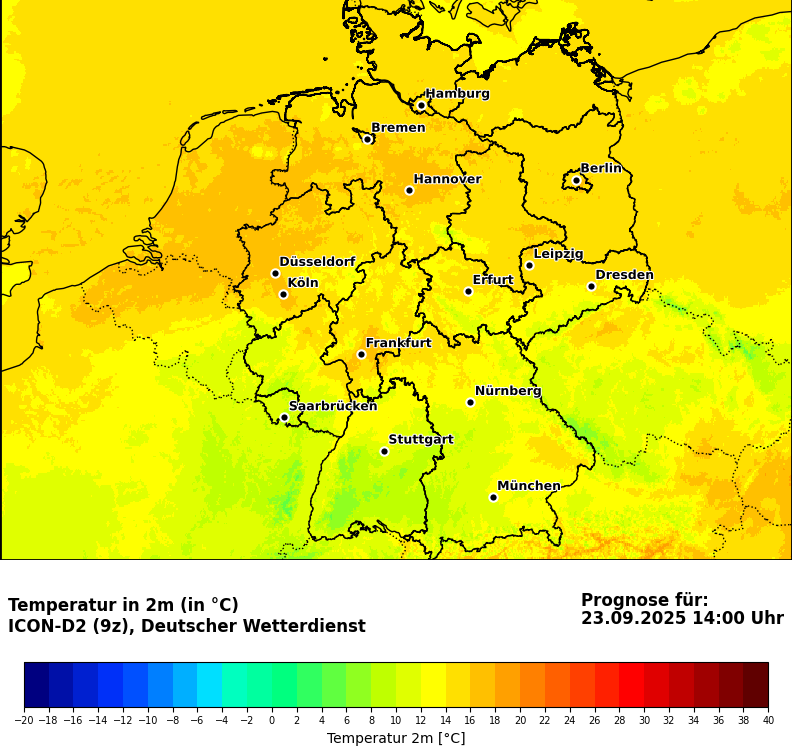 Hamburg
Bremen
Berlin
Hannover
Düsseldorf
Leipzig
Köln
Erfurt
Dresden
Frankfurt
Nürnberg
Saarbrücken
Stuttgart
München
Temperatur in 2m (in °C)
ICON-D2 (9z), Deutscher Wetterdienst
Prognose für:
23.09.2025 14:00 Uhr
−20 −18 −16 −14 −12 −10 −8 −6 −4 −2 0 2 4 6 8 10 12 14 16 18 20 22 24 26 28 30 32 34 36 38 40
Temperatur 2m [°C]